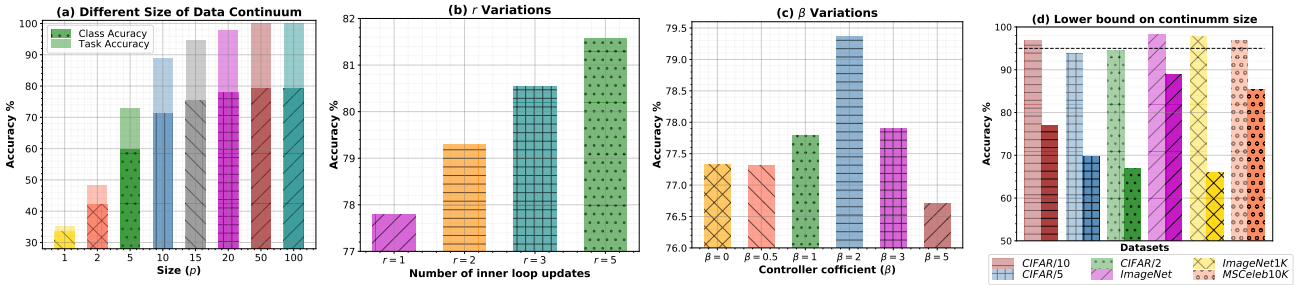 (a) Different Size of Data Continuum
Class Acuracy
Task Accuracy
Accuracy %
100
90
80
70
60
50
40
30
1 2 5 10 15 20 50 100
Size (p)
(b) r Variations
Accuracy %
82
81
80
79
78
77
r = 1 r = 2 r = 3 r = 5
Number of inner loop updates
(c) β Variations
Accuracy %
79.5
79.0
78.5
78.0
77.5
77.0
76.5
76.0
β = 0 β = 0.5 β = 1 β = 2 β = 3 β = 5
Controller cofficient (β)
(d) Lower bound on continumm size
Accuracy %
100
90
80
70
60
50
Datasets
CIFAR/10 CIFAR/2 ImageNet1K
CIFAR/5 ImageNet MSCeleb10K